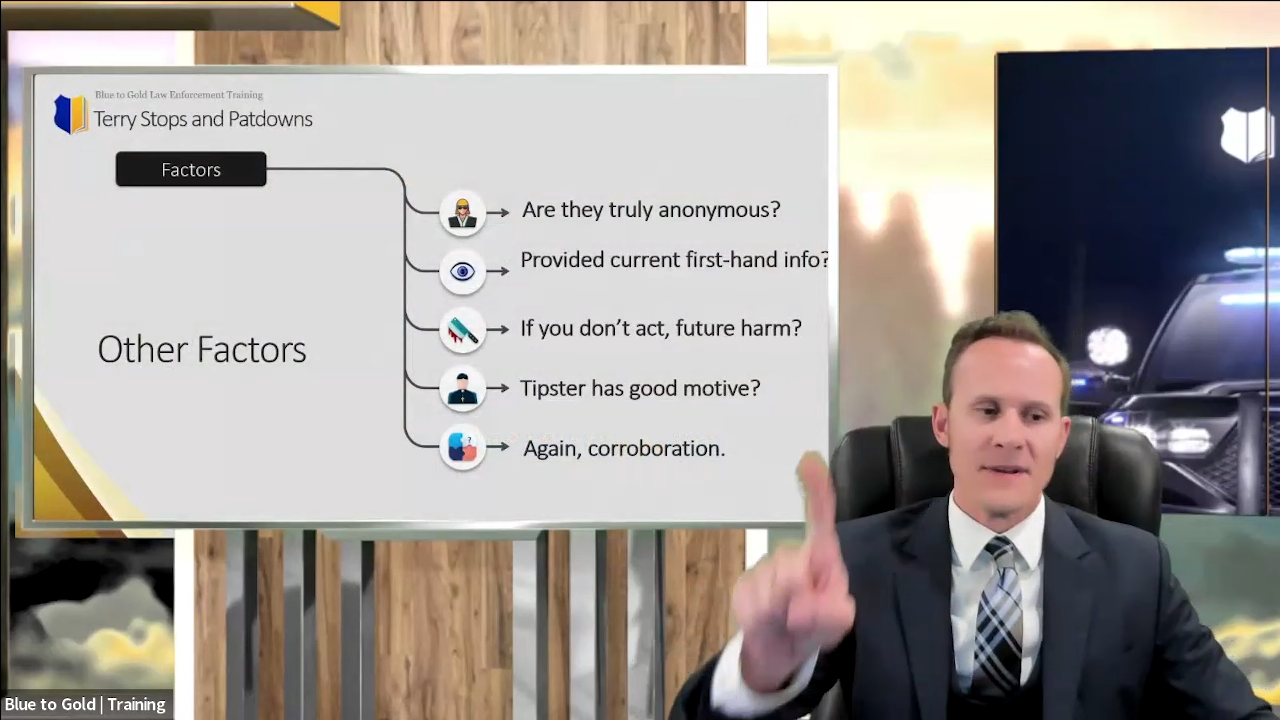 Blue to Gold Law Enforcement Training
Terry Stops and Patdowns
Factors
Are they truly anonymous?
Provided current first-hand info?
If you don't act, future harm?
Tipster has good motive?
Again, corroboration.
Other Factors
?
Blue to Gold | Training